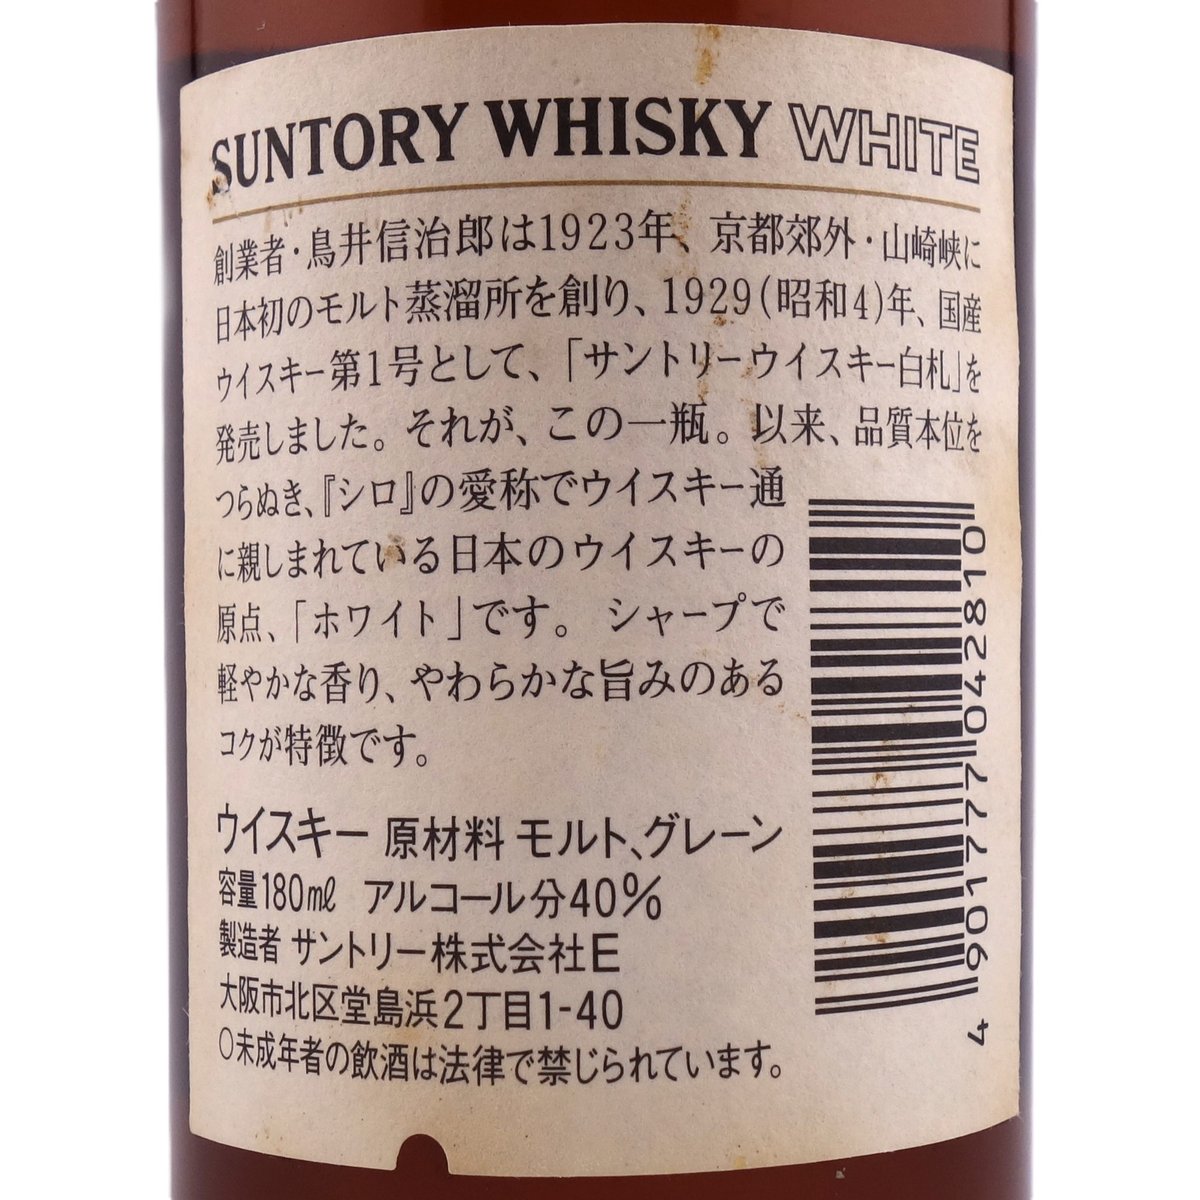 SUNTORY WHISKY WHITE
創業者・鳥井信治郎は1923年、京都郊外・山崎峡に
日本初のモルト蒸溜所を創り、1929(昭和4)年、国産
ウイスキー第1号として、「サントリーウイスキー白札」を
発売しました。それが、この一瓶。以来、品質本位を
つらぬき、『シロ』の愛称でウイスキー通
に親しまれている日本のウイスキーの
原点、「ホワイト」です。シャープで
軽やかな香り、やわらかな旨みのある
コクが特徴です。
ウイスキー 原材料 モルト、グレーン
容量180㎖ アルコール分40%
製造者 サントリー株式会社E
大阪市北区堂島浜2丁目1-40
○未成年者の飲酒は法律で禁じられています。
4 901777 042810